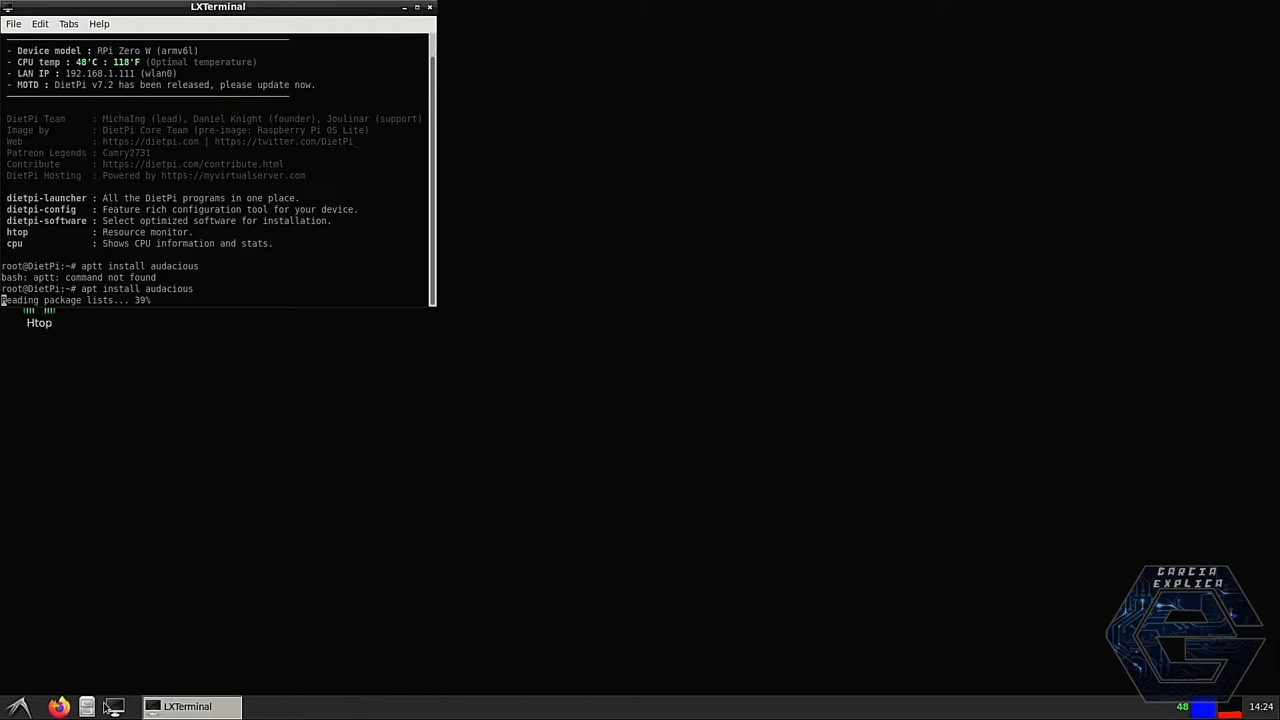 LXTerminal
File Edit Tabs Help
- Device model : RPi Zero W (armv6l)
- CPU temp : 48'C : 118'F (Optimal temperature)
- LAN IP : 192.168.1.111 (wlan0)
- MOTD : DietPi v7.2 has been released, please update now.
DietPi Team : MichaIng (lead), Daniel Knight (founder), Joulinar (support)
Image by : DietPi Core Team (pre-image: Raspberry Pi OS Lite)
Web : https://dietpi.com | https://twitter.com/DietPi_
Patreon Legends : Camry2731
Contribute : https://dietpi.com/contribute.html
DietPi Hosting : Powered by https://myvirtualserver.com
dietpi-launcher : All the DietPi programs in one place.
dietpi-config : Feature rich configuration tool for your device.
dietpi-software : Select optimized software for installation.
htop : Resource monitor.
cpu : Shows CPU information and stats.
root@DietPi:~# aptt install audacious
bash: aptt: command not found
root@DietPi:~# apt install audacious
Reading package lists... 39%
Htop
GARCIA
EXPLICA
LXTerminal
48
14:24